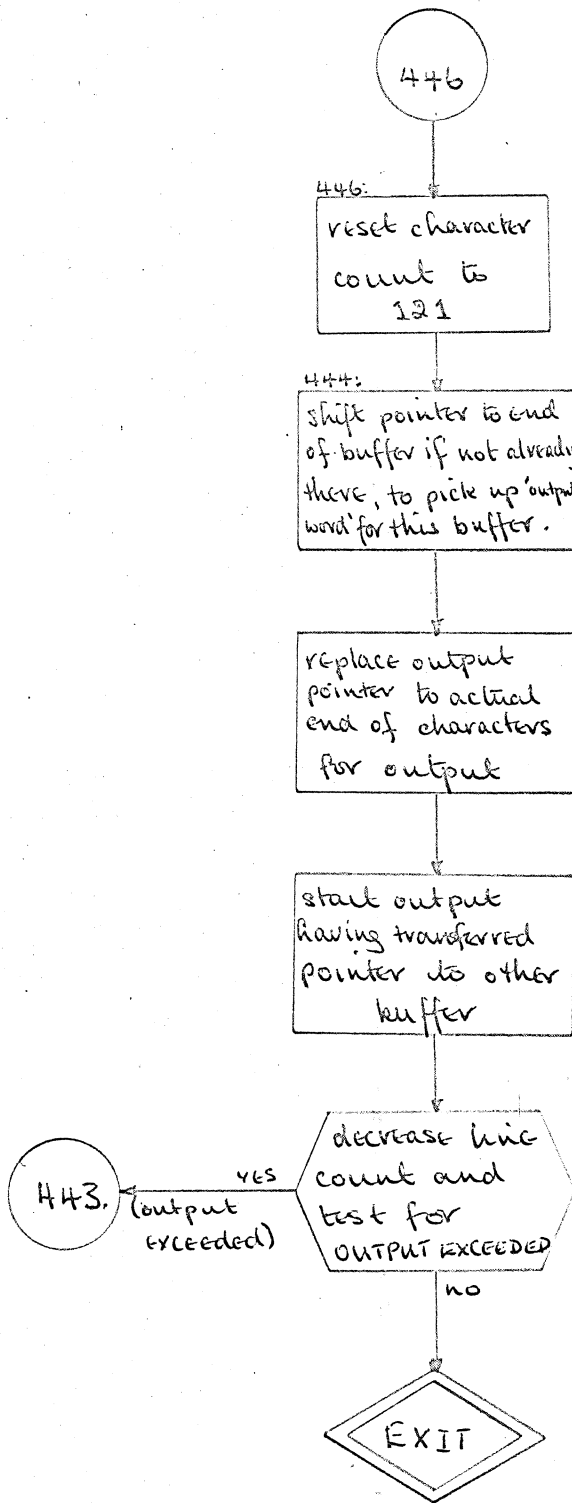 446
446:
reset character
count to
121
444:
shift pointer to end
of buffer if not already
there, to pick up 'output
word' for this buffer.
replace output
pointer to actual
end of characters
for output
start output
having transferred
pointer to other
buffer
decrease line
count and
test for
OUTPUT EXCEEDED
YES
443.
(output
exceeded)
no
EXIT